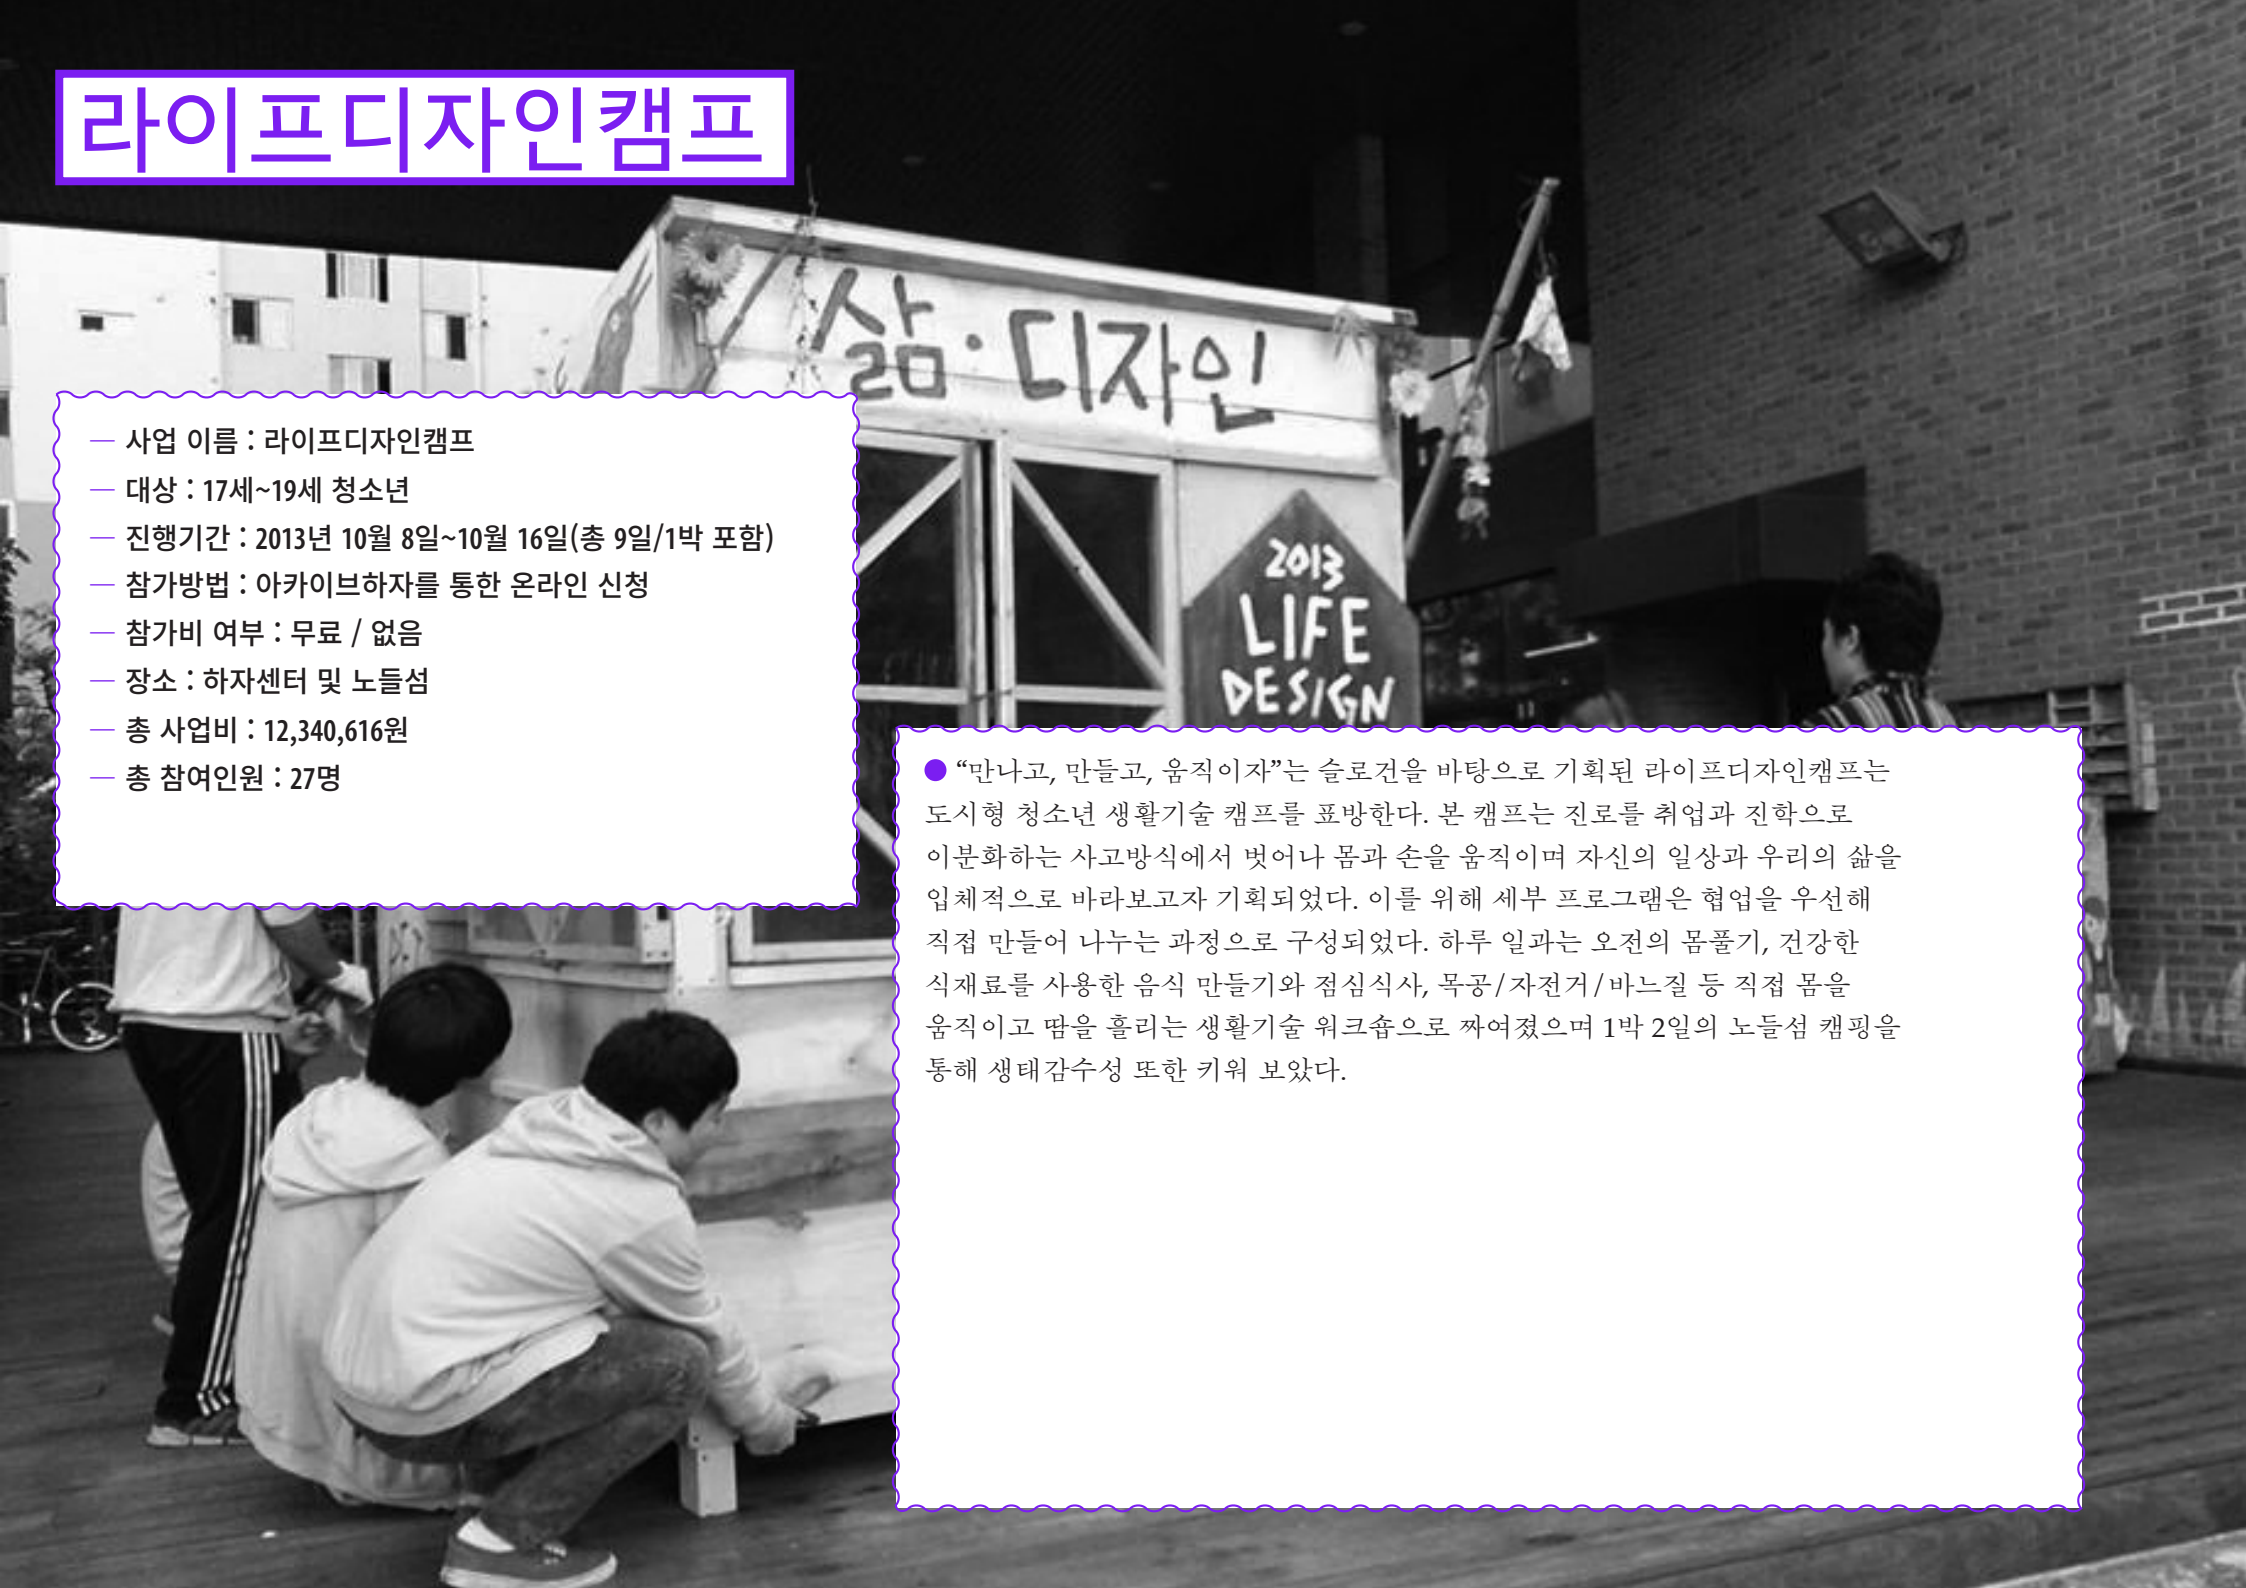 라이프디자인캠프
삶·디자인
— 사업 이름 : 라이프디자인캠프
— 대상 : 17세~19세 청소년
— 진행기간 : 2013년 10월 8일~10월 16일(총 9일/1박 포함)
— 참가방법 : 아카이브하자를 통한 온라인 신청
— 참가비 여부 : 무료 / 없음
— 장소 : 하자센터 및 노들섬
— 총 사업비 : 12,340,616원
— 총 참여인원 : 27명
2013
LIFE
DESIGN
● “만나고, 만들고, 움직이자”는 슬로건을 바탕으로 기획된 라이프디자인캠프는
도시형 청소년 생활기술 캠프를 표방한다. 본 캠프는 진로를 취업과 진학으로
이분화하는 사고방식에서 벗어나 몸과 손을 움직이며 자신의 일상과 우리의 삶을
입체적으로 바라보고자 기획되었다. 이를 위해 세부 프로그램은 협업을 우선해
직접 만들어 나누는 과정으로 구성되었다. 하루 일과는 오전의 몸풀기, 건강한
식재료를 사용한 음식 만들기와 점심식사, 목공/자전거/바느질 등 직접 몸을
움직이고 땀을 흘리는 생활기술 워크숍으로 짜여졌으며 1박 2일의 노들섬 캠핑을
통해 생태감수성 또한 키워 보았다.